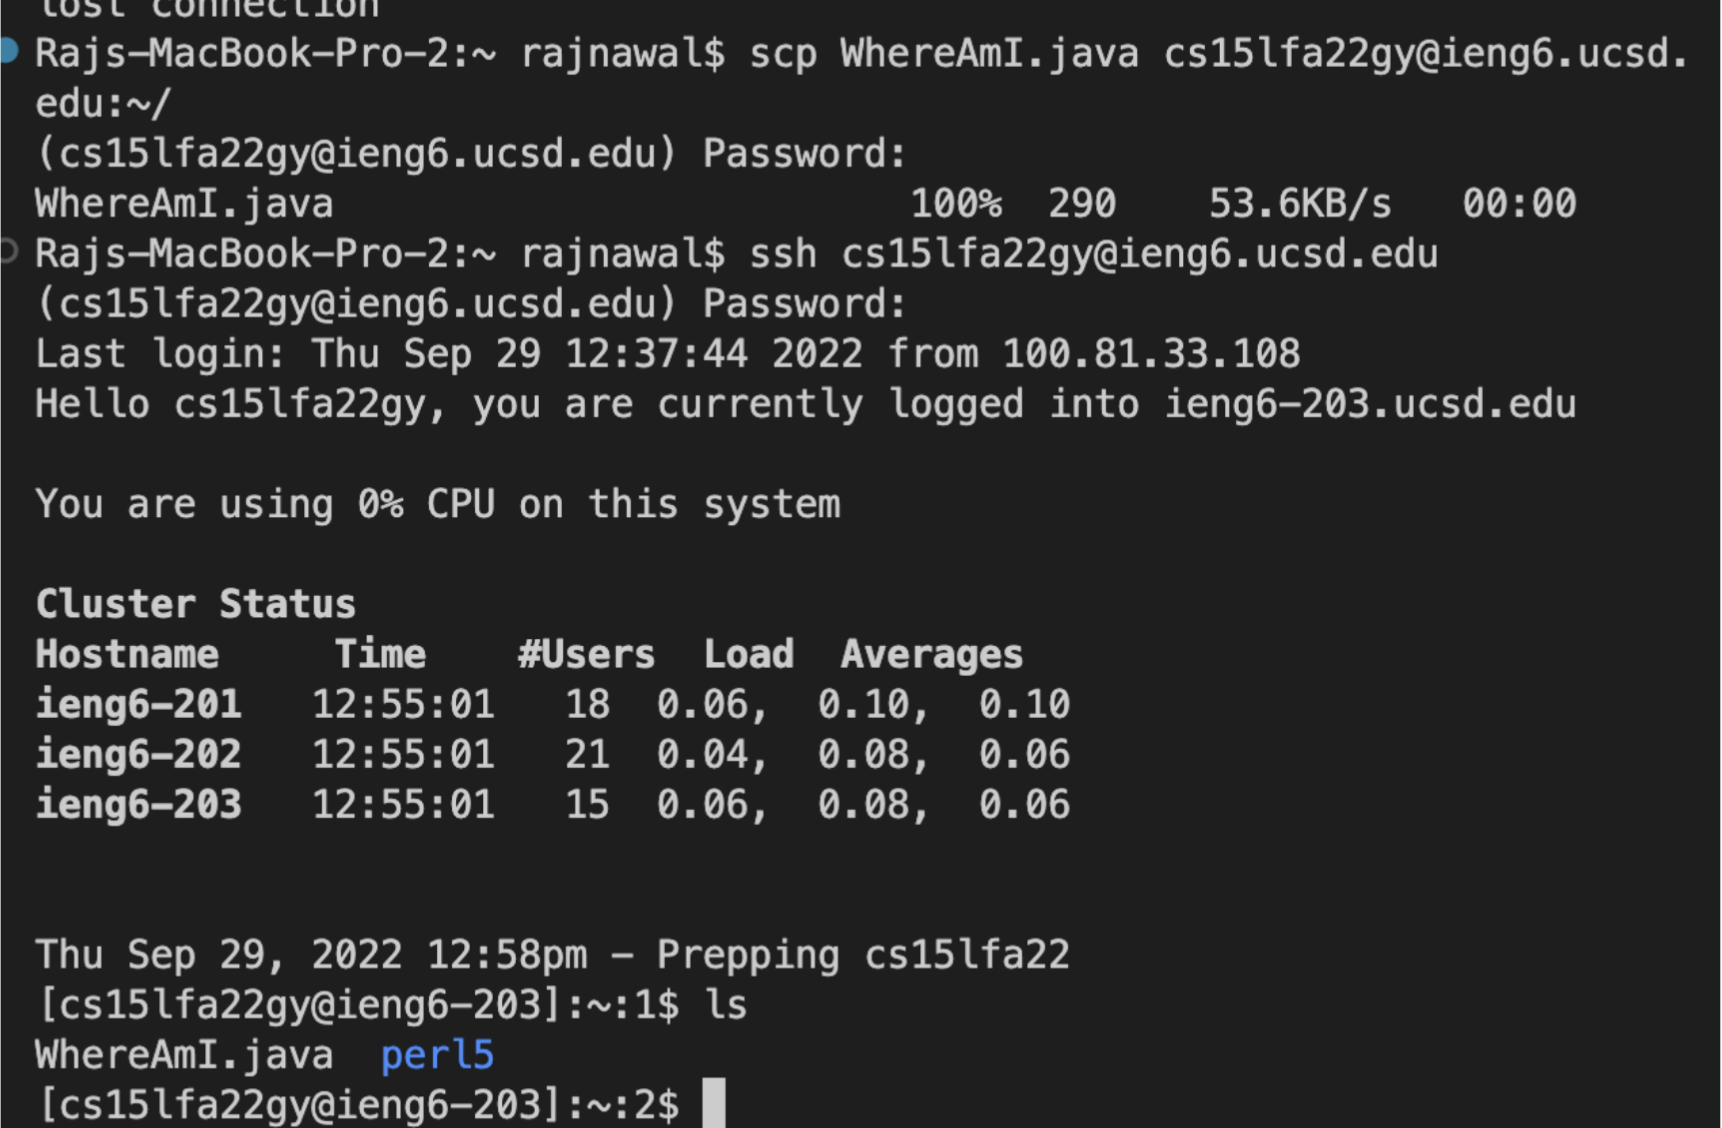 lost connection
Rajs-MacBook-Pro-2:~ rajnawal$ scp WhereAmI.java cs15lfa22gy@ieng6.ucsd.
edu:~/
(cs15lfa22gy@ieng6.ucsd.edu) Password:
WhereAmI.java 100% 290 53.6KB/s 00:00
Rajs-MacBook-Pro-2:~ rajnawal$ ssh cs15lfa22gy@ieng6.ucsd.edu
(cs15lfa22gy@ieng6.ucsd.edu) Password:
Last login: Thu Sep 29 12:37:44 2022 from 100.81.33.108
Hello cs15lfa22gy, you are currently logged into ieng6-203.ucsd.edu
You are using 0% CPU on this system
Cluster Status
Hostname Time #Users Load Averages
ieng6-201 12:55:01 18 0.06, 0.10, 0.10
ieng6-202 12:55:01 21 0.04, 0.08, 0.06
ieng6-203 12:55:01 15 0.06, 0.08, 0.06
Thu Sep 29, 2022 12:58pm - Prepping cs15lfa22
[cs15lfa22gy@ieng6-203]:~:1$ ls
WhereAmI.java perl5
[cs15lfa22gy@ieng6-203]:~:2$